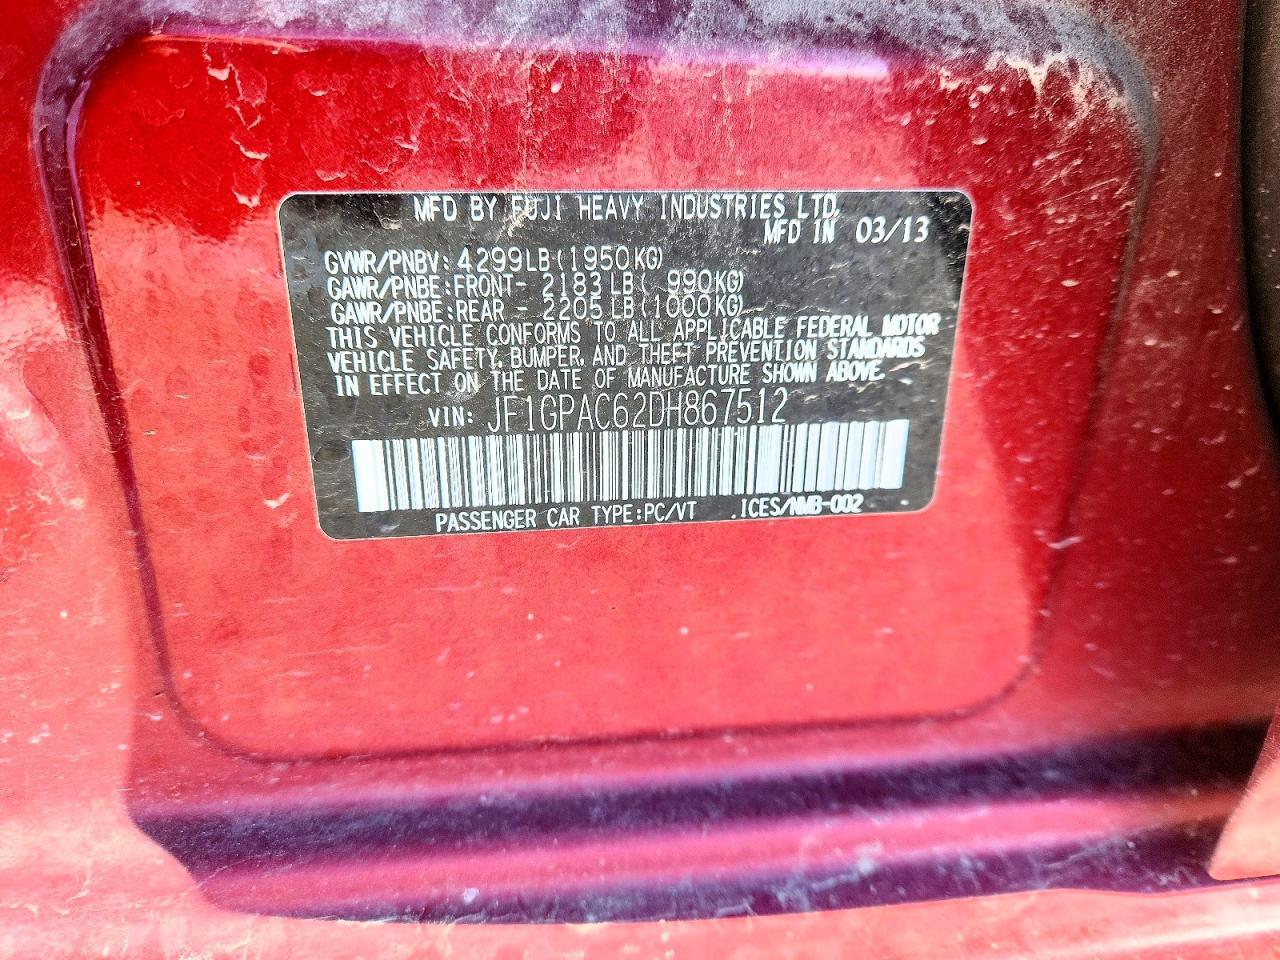 MFD BY FUJI HEAVY INDUSTRIES LTD.
MFD IN 03/13
GVWR/PNBV: 4299LB(1950KG)
GAWR/PNBE:FRONT- 2183LB( 990KG)
GAWR/PNBE:REAR - 2205LB(1000KG)
THIS VEHICLE CONFORMS TO ALL APPLICABLE FEDERAL MOTOR
VEHICLE SAFETY, BUMPER, AND THEFT PREVENTION STANDARDS
IN EFFECT ON THE DATE OF MANUFACTURE SHOWN ABOVE.
VIN: JF1GPAC62DH867512
PASSENGER CAR TYPE:PC/VT .ICES/NMB-002